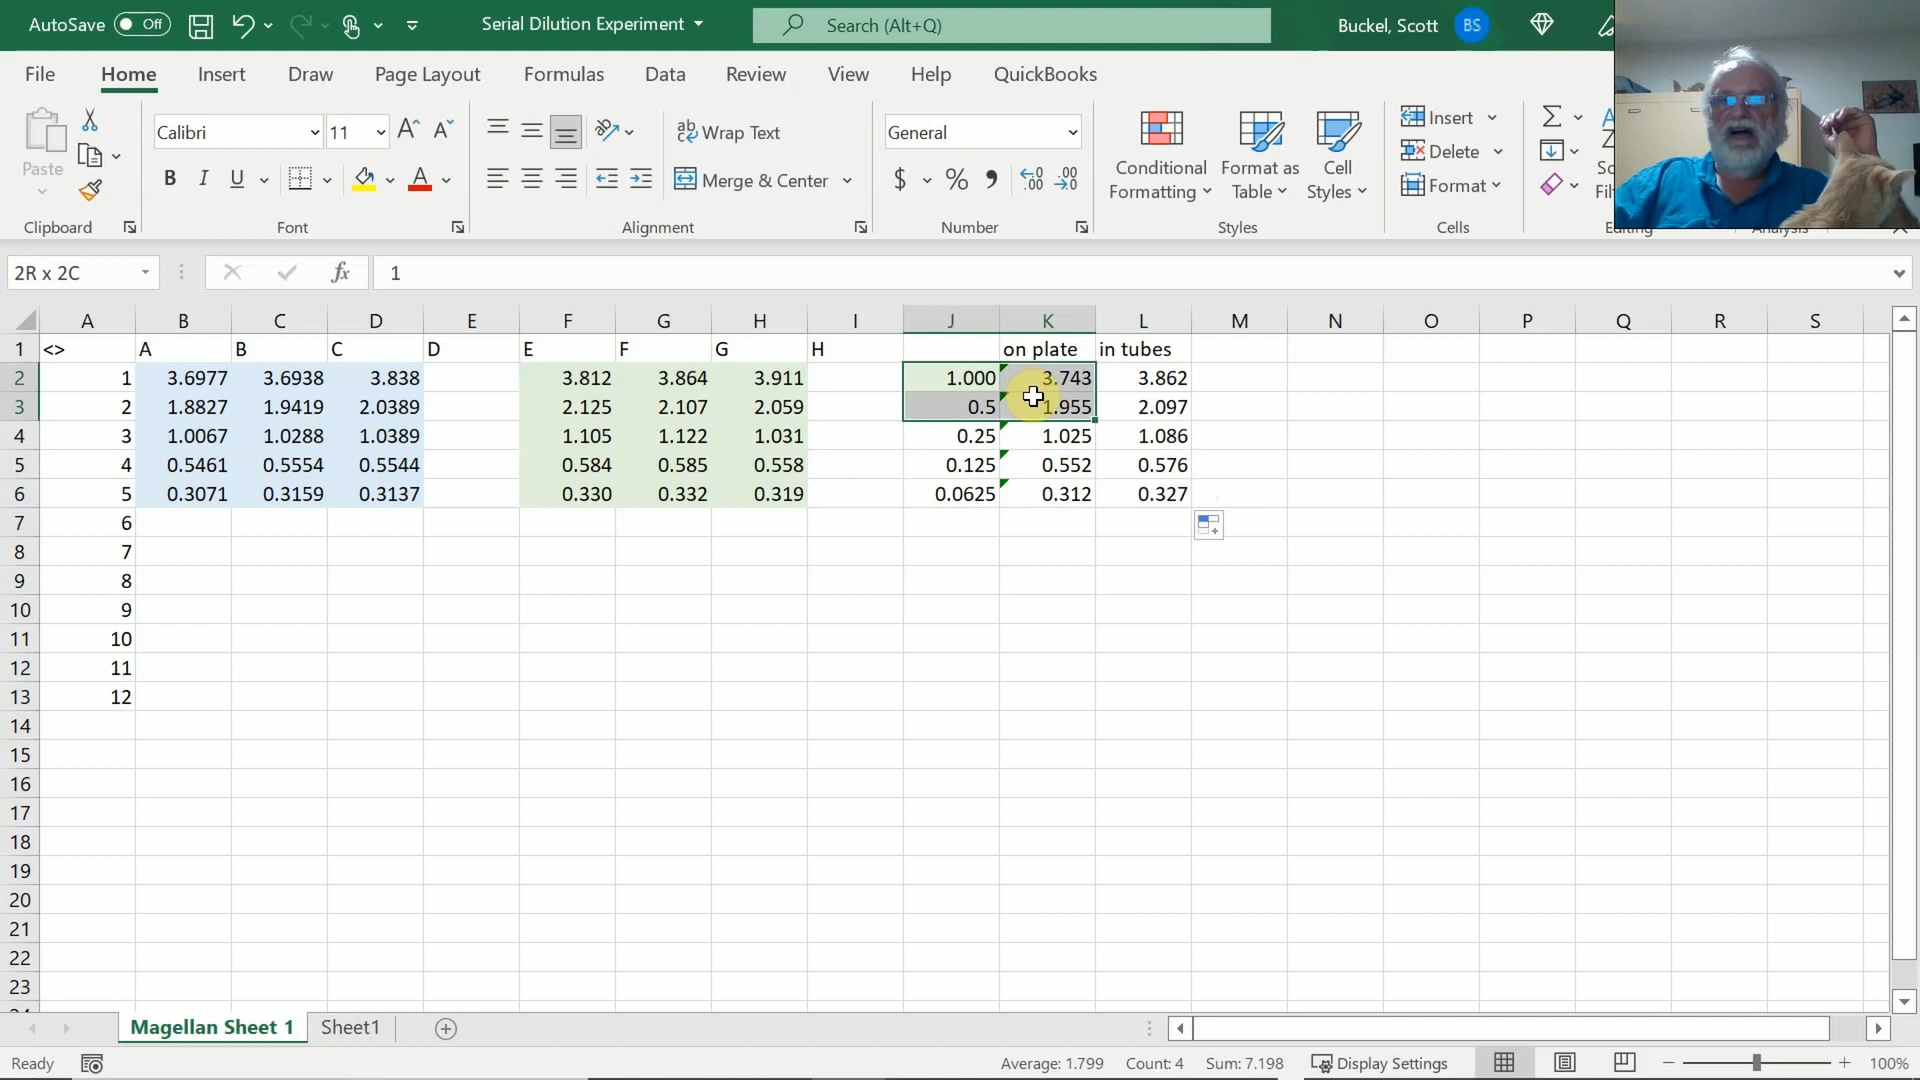 AutoSave Off Serial Dilution Experiment Search (Alt+Q) Buckel, Scott BS
File Home Insert Draw Page Layout Formulas Data Review View Help QuickBooks
Paste
Clipboard
Calibri 11
B I U A
Font
ab Wrap Text
Merge & Center
Alignment
General
$ % 9 .00
Number
Conditional Formatting
Format as Table
Cell Styles
Styles
Insert
Delete
Format
Cells
2R x 2C fx 1
A B C D E F G H I J K L M N O P Q R S
1 <> A B C D E F G H on plate in tubes
2 1 3.6977 3.6938 3.838 3.812 3.864 3.911 1.000 3.743 3.862
3 2 1.8827 1.9419 2.0389 2.125 2.107 2.059 0.5 1.955 2.097
4 3 1.0067 1.0288 1.0389 1.105 1.122 1.031 0.25 1.025 1.086
5 4 0.5461 0.5554 0.5544 0.584 0.585 0.558 0.125 0.552 0.576
6 5 0.3071 0.3159 0.3137 0.330 0.332 0.319 0.0625 0.312 0.327
7 6
8 7
9 8
10 9
11 10
12 11
13 12
14
15
16
17
18
19
20
21
22
23
Magellan Sheet 1 Sheet1
Ready Average: 1.799 Count: 4 Sum: 7.198 Display Settings 100%